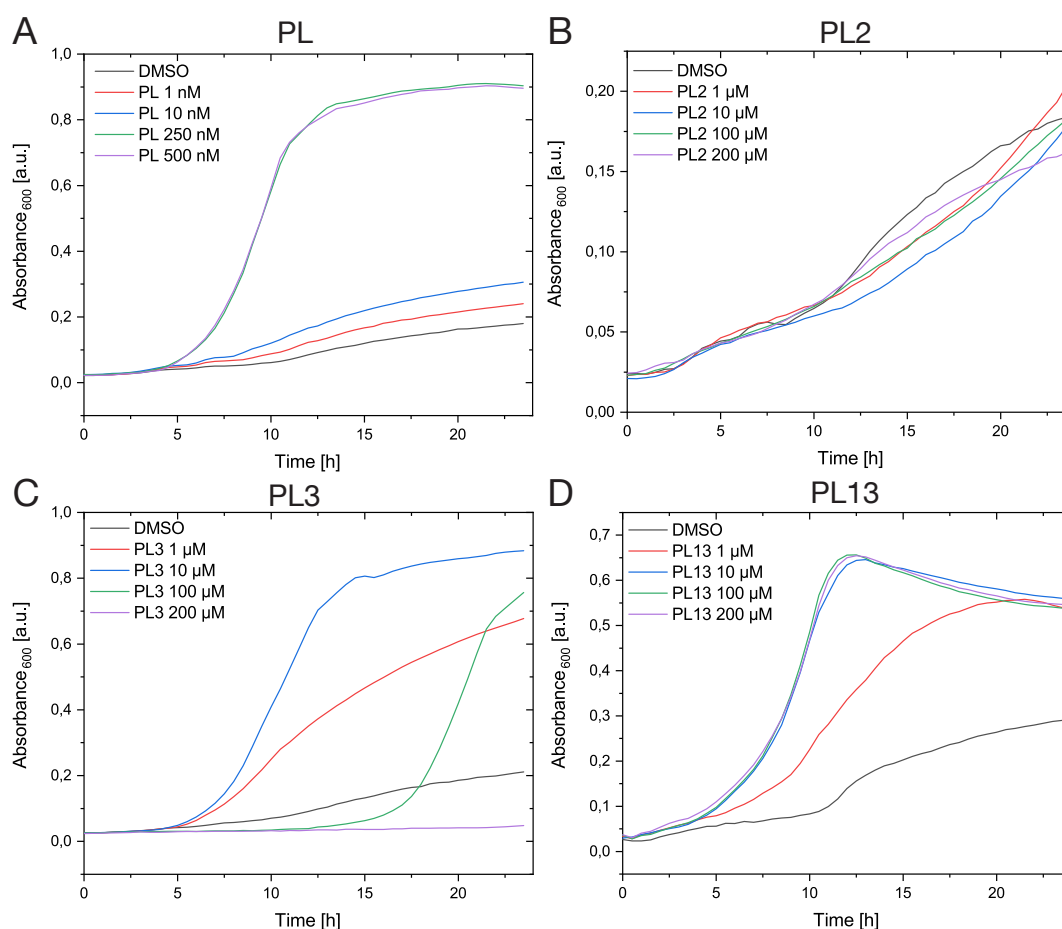 A
PL
1,0
0,8
0,6
0,4
0,2
0,0
Absorbance600 [a.u.]
DMSO
PL 1 nM
PL 10 nM
PL 250 nM
PL 500 nM
0 5 10 15 20
Time [h]
B
PL2
0,20
0,15
0,10
0,05
0,00
Absorbance600 [a.u.]
DMSO
PL2 1 µM
PL2 10 µM
PL2 100 µM
PL2 200 µM
0 5 10 15 20
Time [h]
C
PL3
1,0
0,8
0,6
0,4
0,2
0,0
Absorbance600 [a.u.]
DMSO
PL3 1 µM
PL3 10 µM
PL3 100 µM
PL3 200 µM
0 5 10 15 20
Time [h]
D
PL13
0,7
0,6
0,5
0,4
0,3
0,2
0,1
0,0
Absorbance600 [a.u.]
DMSO
PL13 1 µM
PL13 10 µM
PL13 100 µM
PL13 200 µM
0 5 10 15 20
Time [h]